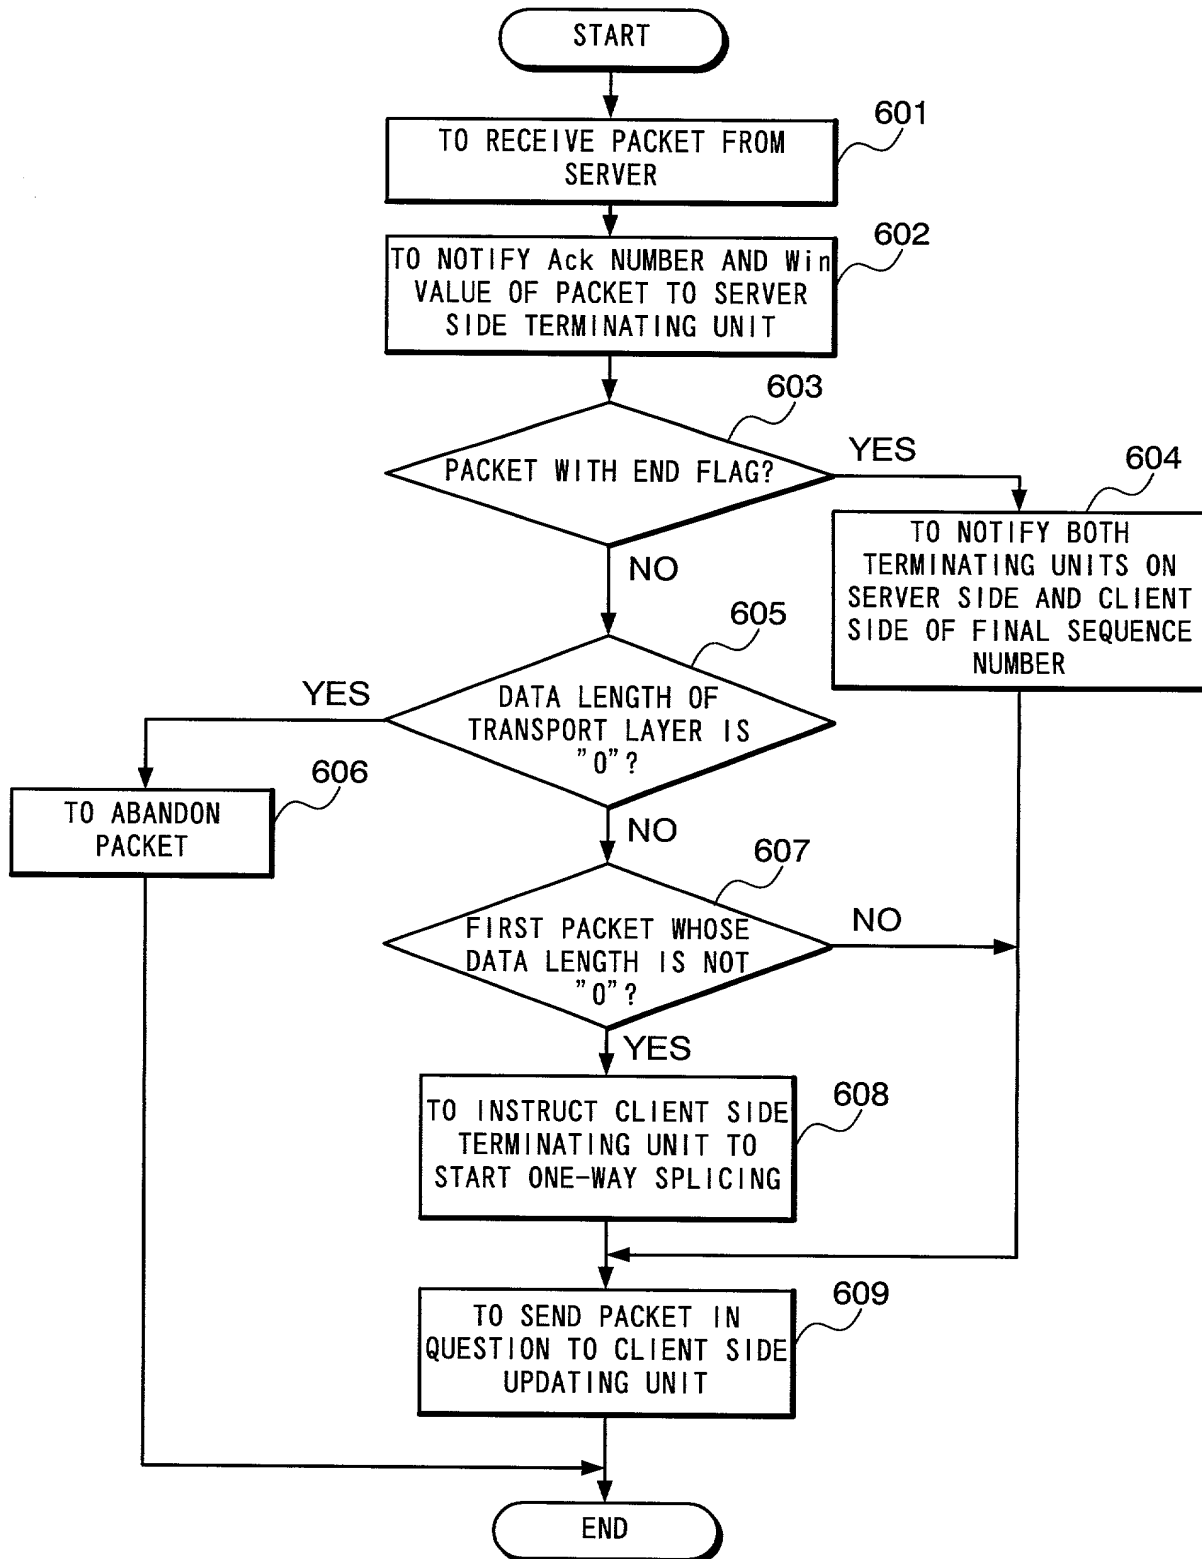 START
601
TO RECEIVE PACKET FROM
SERVER
602
TO NOTIFY Ack NUMBER AND Win
VALUE OF PACKET TO SERVER
SIDE TERMINATING UNIT
603
PACKET WITH END FLAG?
YES
604
TO NOTIFY BOTH
TERMINATING UNITS ON
SERVER SIDE AND CLIENT
SIDE OF FINAL SEQUENCE
NUMBER
NO
605
YES
DATA LENGTH OF
TRANSPORT LAYER IS
"0"?
606
TO ABANDON
PACKET
NO
607
FIRST PACKET WHOSE
DATA LENGTH IS NOT
"0"?
NO
YES
608
TO INSTRUCT CLIENT SIDE
TERMINATING UNIT TO
START ONE-WAY SPLICING
609
TO SEND PACKET IN
QUESTION TO CLIENT SIDE
UPDATING UNIT
END